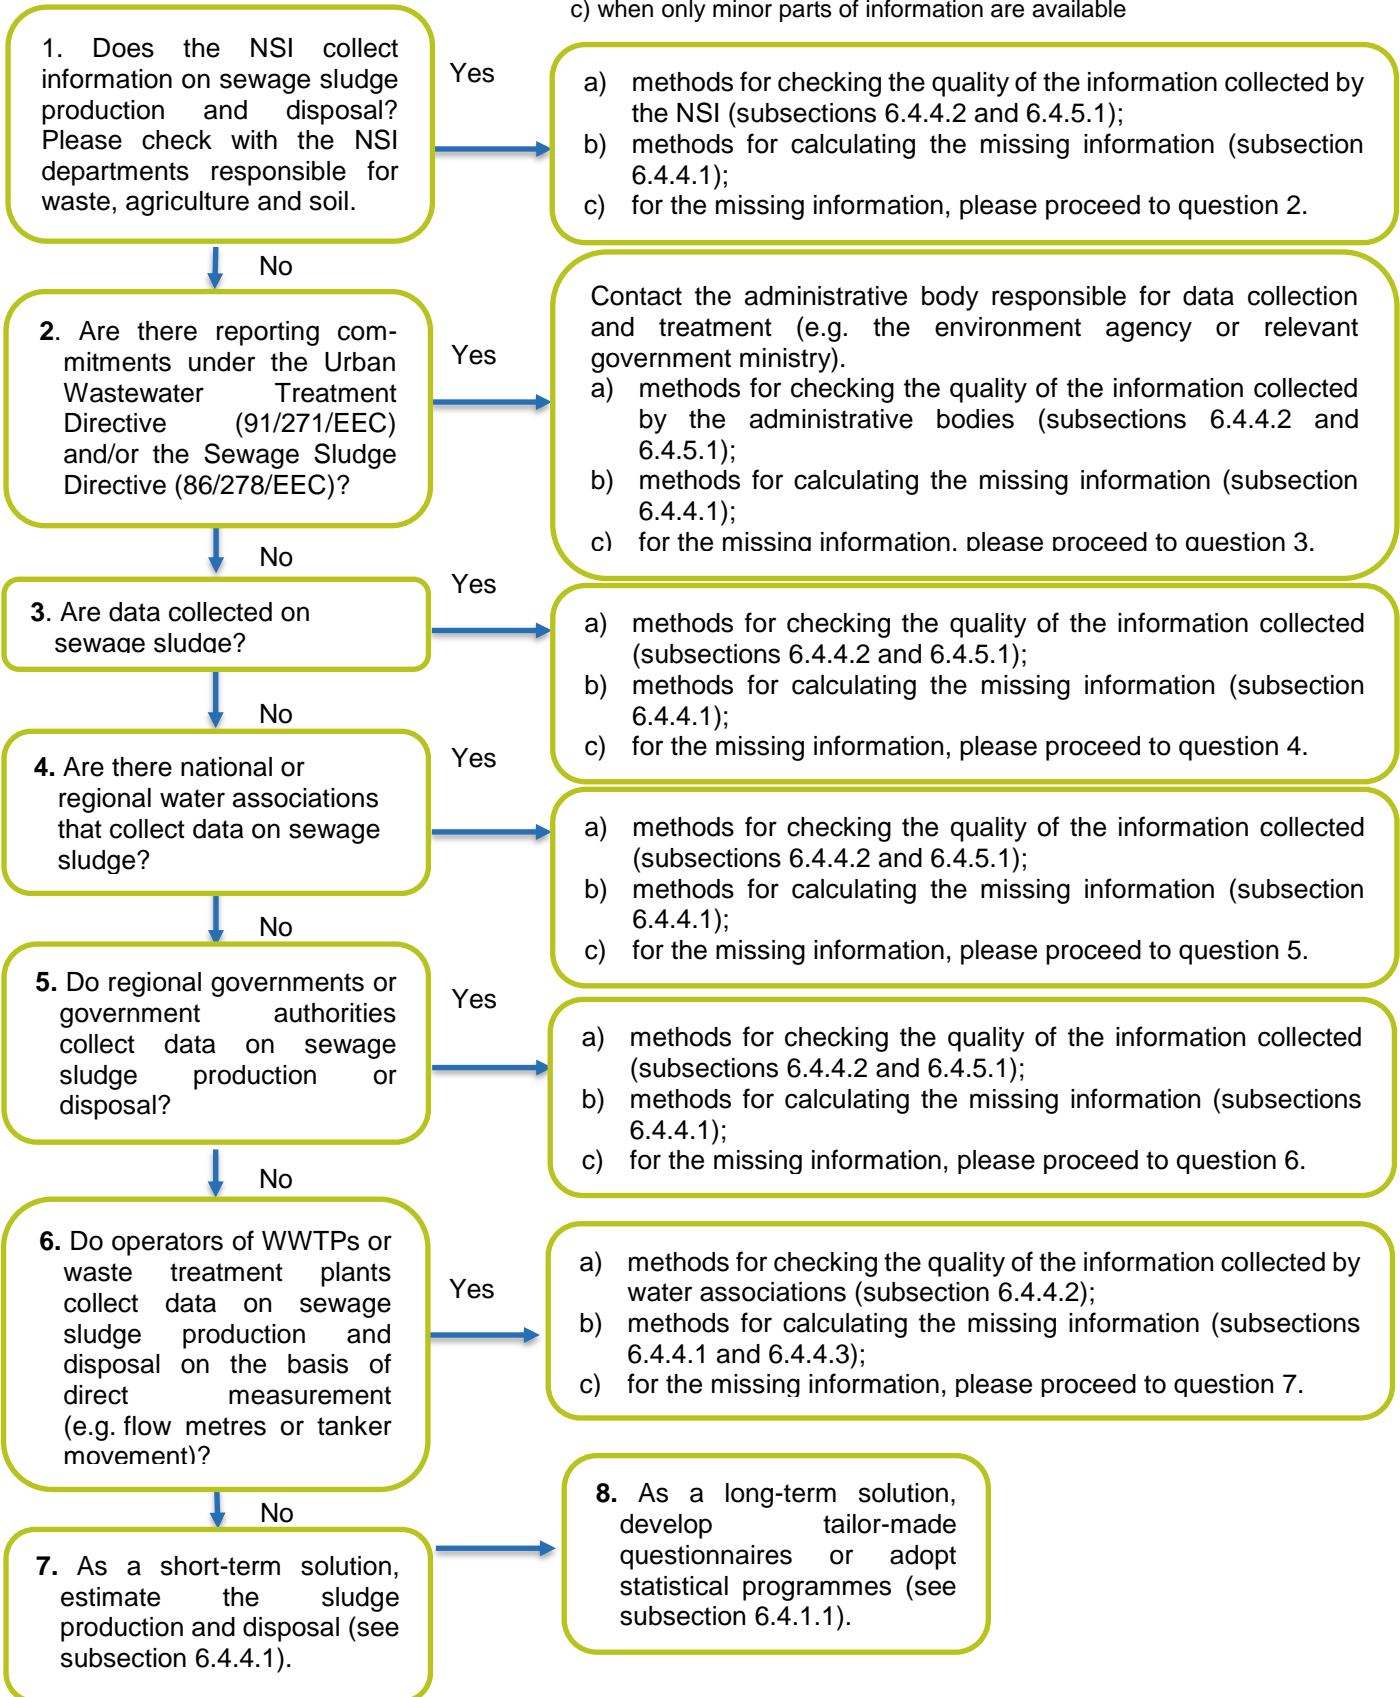 c) when only minor parts of information are available
1. Does the NSI collect
information on sewage sludge
production and disposal?
Please check with the NSI
departments responsible for
waste, agriculture and soil.
Yes
a) methods for checking the quality of the information collected by
the NSI (subsections 6.4.4.2 and 6.4.5.1);
b) methods for calculating the missing information (subsection
6.4.4.1);
c) for the missing information, please proceed to question 2.
No
2. Are there reporting com-
mitments under the Urban
Wastewater Treatment
Directive (91/271/EEC)
and/or the Sewage Sludge
Directive (86/278/EEC)?
Yes
Contact the administrative body responsible for data collection
and treatment (e.g. the environment agency or relevant
government ministry).
a) methods for checking the quality of the information collected
by the administrative bodies (subsections 6.4.4.2 and
6.4.5.1);
b) methods for calculating the missing information (subsection
6.4.4.1);
c) for the missing information, please proceed to question 3.
No
3. Are data collected on
sewage sludge?
Yes
a) methods for checking the quality of the information collected
(subsections 6.4.4.2 and 6.4.5.1);
b) methods for calculating the missing information (subsection
6.4.4.1);
c) for the missing information, please proceed to question 4.
No
4. Are there national or
regional water associations
that collect data on sewage
sludge?
Yes
a) methods for checking the quality of the information collected
(subsections 6.4.4.2 and 6.4.5.1);
b) methods for calculating the missing information (subsection
6.4.4.1);
c) for the missing information, please proceed to question 5.
No
5. Do regional governments or
government authorities
collect data on sewage
sludge production or
disposal?
Yes
a) methods for checking the quality of the information collected
(subsections 6.4.4.2 and 6.4.5.1);
b) methods for calculating the missing information (subsections
6.4.4.1);
c) for the missing information, please proceed to question 6.
No
6. Do operators of WWTPs or
waste treatment plants
collect data on sewage
sludge production and
disposal on the basis of
direct measurement
(e.g. flow metres or tanker
movement)?
Yes
a) methods for checking the quality of the information collected by
water associations (subsection 6.4.4.2);
b) methods for calculating the missing information (subsections
6.4.4.1 and 6.4.4.3);
c) for the missing information, please proceed to question 7.
No
7. As a short-term solution,
estimate the sludge
production and disposal (see
subsection 6.4.4.1).
8. As a long-term solution,
develop tailor-made
questionnaires or adopt
statistical programmes (see
subsection 6.4.1.1).